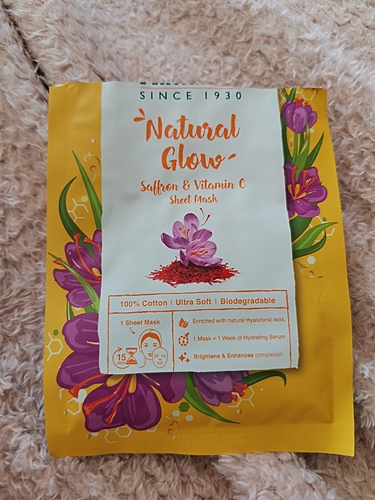 SINCE 1930
Natural
Glow
Saffron & Vitamin C
Sheet Mask
100% Cotton | Ultra Soft | Biodegradable
1 Sheet Mask
15
Enriched with natural Hyaluronic acid.
1 Mask = 1 Week of Hydrating Serum
Brightens & Enhances complexion.